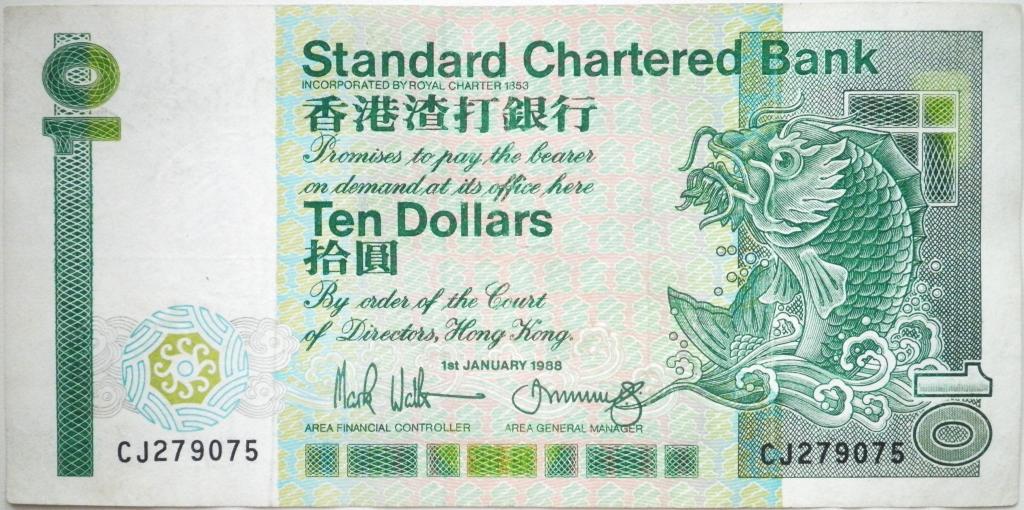 10
Standard Chartered Bank
INCORPORATED BY ROYAL CHARTER 1853
香港渣打銀行
Promises to pay the bearer
on demand at its office here
Ten Dollars
拾圓
By order of the Court
of Directors, Hong Kong.
1st JANUARY 1988
AREA FINANCIAL CONTROLLER AREA GENERAL MANAGER
CJ279075 CJ279075
10